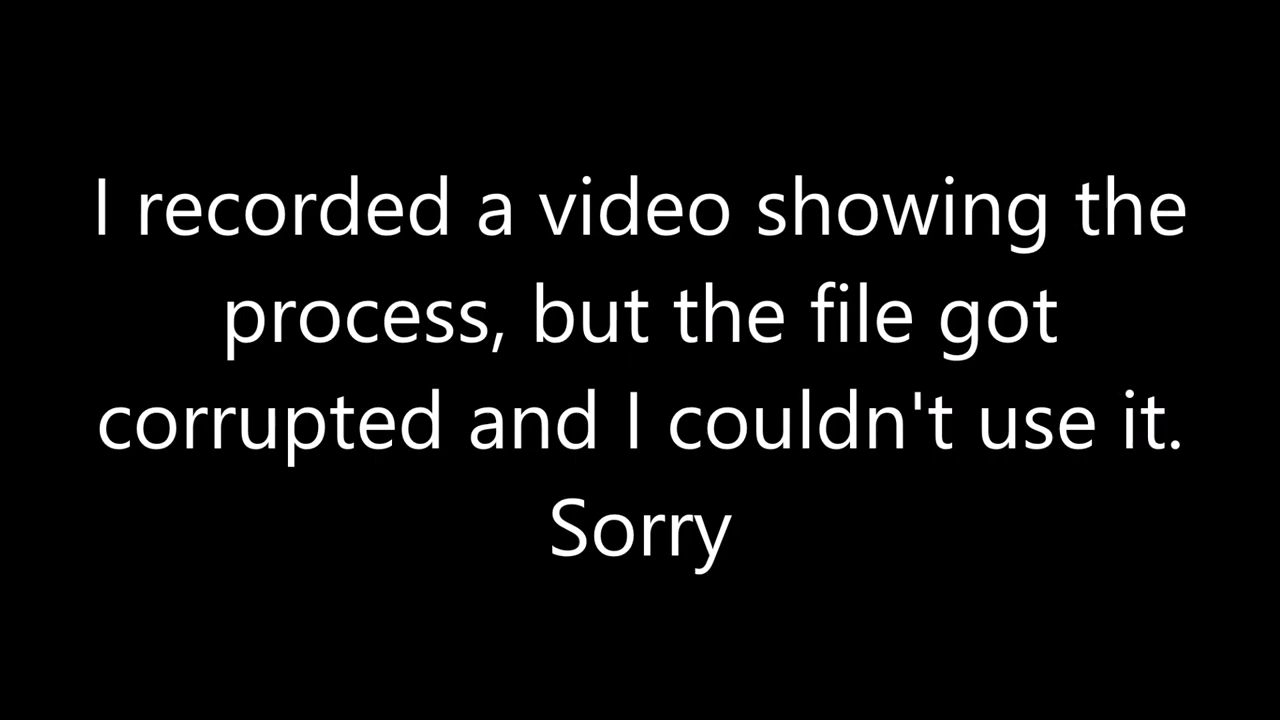 I recorded a video showing the
process, but the file got
corrupted and I couldn't use it.
Sorry